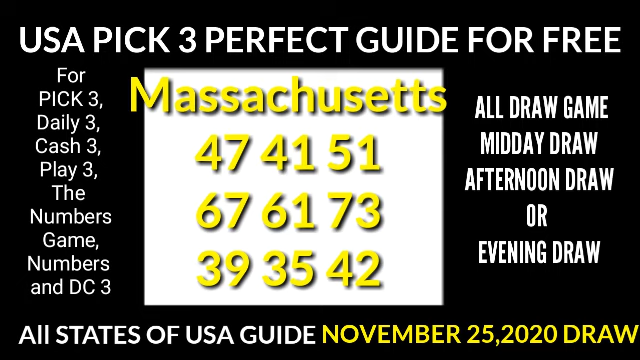 USA PICK 3 PERFECT GUIDE FOR FREE
For
PICK 3,
Daily 3,
Cash 3,
Play 3,
The
Numbers
Game,
Numbers
and DC 3
Massachusetts
47 41 51
67 61 73
39 35 42
ALL DRAW GAME
MIDDAY DRAW
AFTERNOON DRAW
OR
EVENING DRAW
All STATES OF USA GUIDE NOVEMBER 25,2020 DRAW